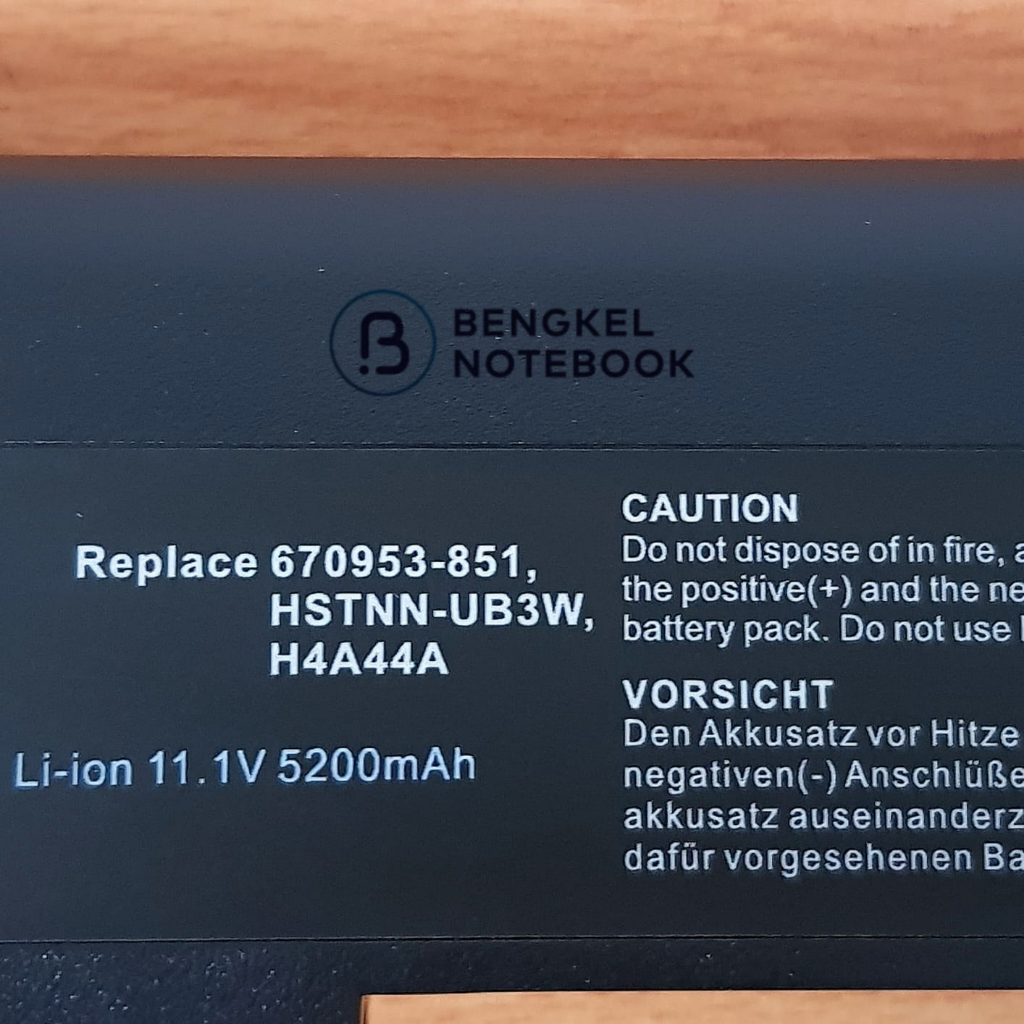 BENGKEL
NOTEBOOK
Replace 670953-851,
HSTNN-UB3W,
H4A44A
Li-ion 11.1V 5200mAh
CAUTION
Do not dispose of in fire,
the positive(+) and the
battery pack. Do not use
VORSICHT
Den Akkusatz vor Hitze
negativen(-) Anschlüße
akkusatz
dafür vorgesehenen